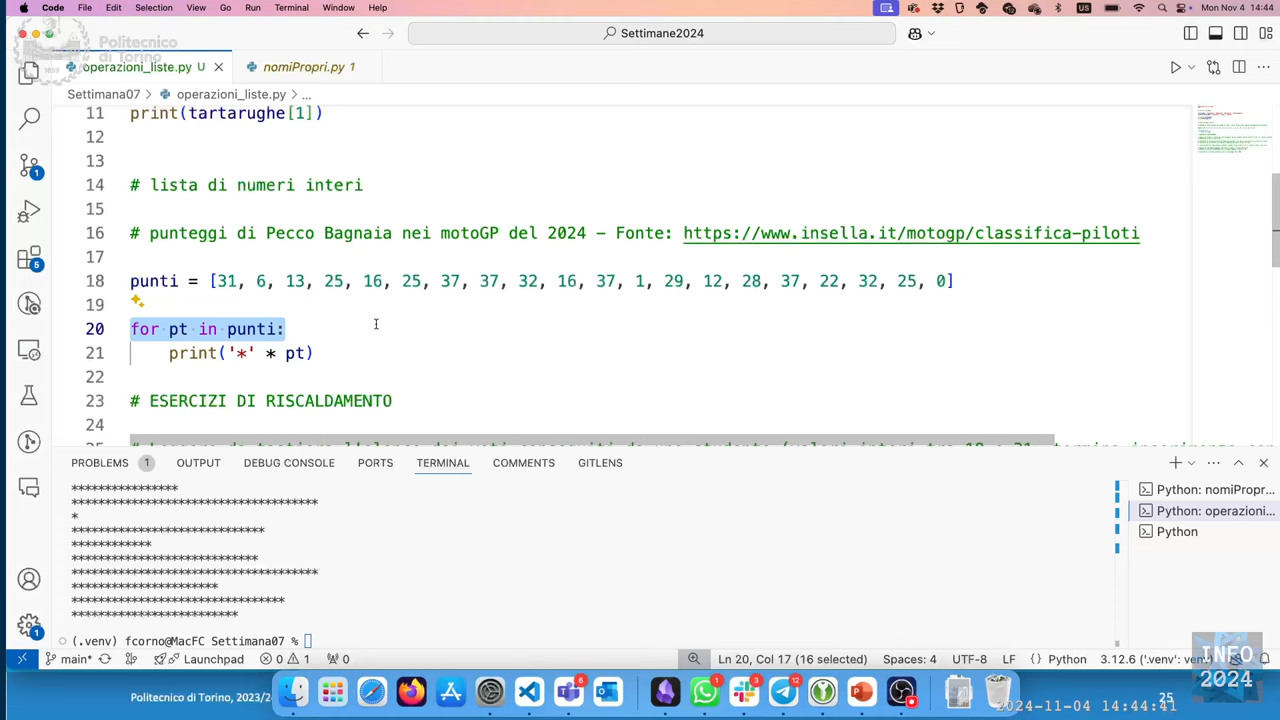 Code File Edit Selection View Go Run Terminal Window Help US Mon Nov 4 14:44
Politecnico
di Torino
Settimane2024
operazioni_liste.py U nomiPropri.py 1
Settimana07 operazioni_liste.py ...
11 print(tartarughe[1])
12
13
14 # lista di numeri interi
15
16 # punteggi di Pecco Bagnaia nei motoGP del 2024 - Fonte: https://www.insella.it/motogp/classifica-piloti
17
18 punti = [31, 6, 13, 25, 16, 25, 37, 37, 32, 16, 37, 1, 29, 12, 28, 37, 22, 32, 25, 0]
19
20 for pt in punti:
21 print('*' * pt)
22
23 # ESERCIZI DI RISCALDAMENTO
24
PROBLEMS 1 OUTPUT DEBUG CONSOLE PORTS TERMINAL COMMENTS GITLENS
****************
*************************************
*
*****************************
************
****************************
*************************************
**********************
********************************
*************************
(.venv) fcorno@MacFC Settimana07 %
Python: nomiPropr...
Python: operazioni...
Python
main* Launchpad 0 1 0 Ln 20, Col 17 (16 selected) Spaces: 4 UTF-8 LF Python 3.12.6 ('.venv': venv)
INFO
2024
Politecnico di Torino, 2023/2
25
2024-11-04 14:44:41